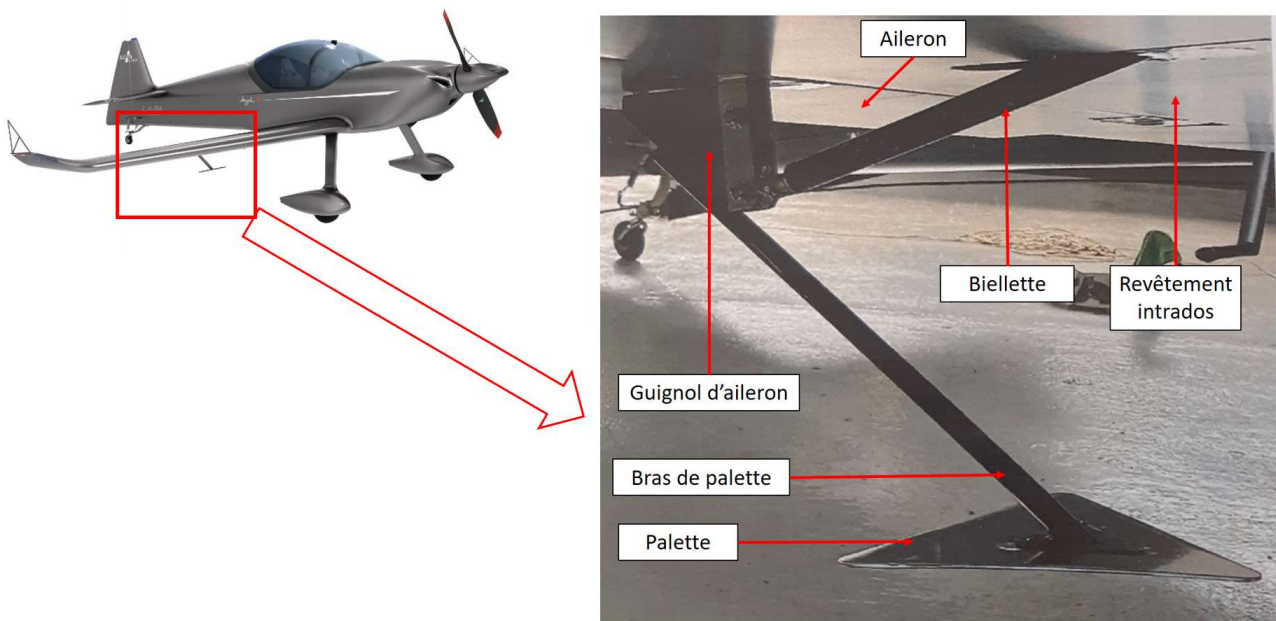 Aileron
Biellette
Revêtement
intrados
Guignol d'aileron
Bras de palette
Palette